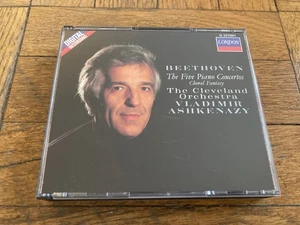 DIGITAL
LONDON
BEETHOVEN
The Five Piano Concertos
Choral Fantasy
The Cleveland
Orchestra
VLADIMIR
ASHKENAZY